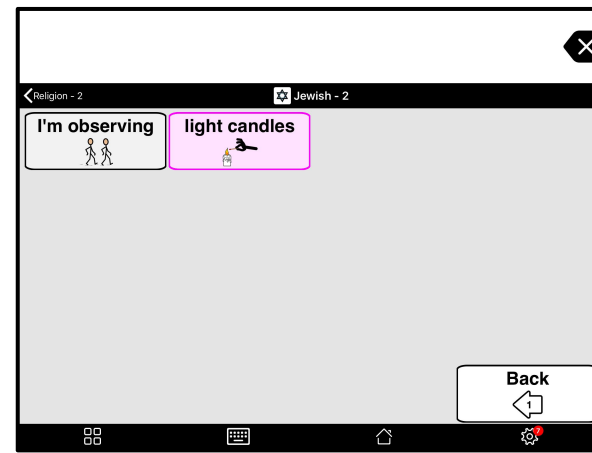 Religion - 2
Jewish - 2
I'm observing
light candles
Back
1
7